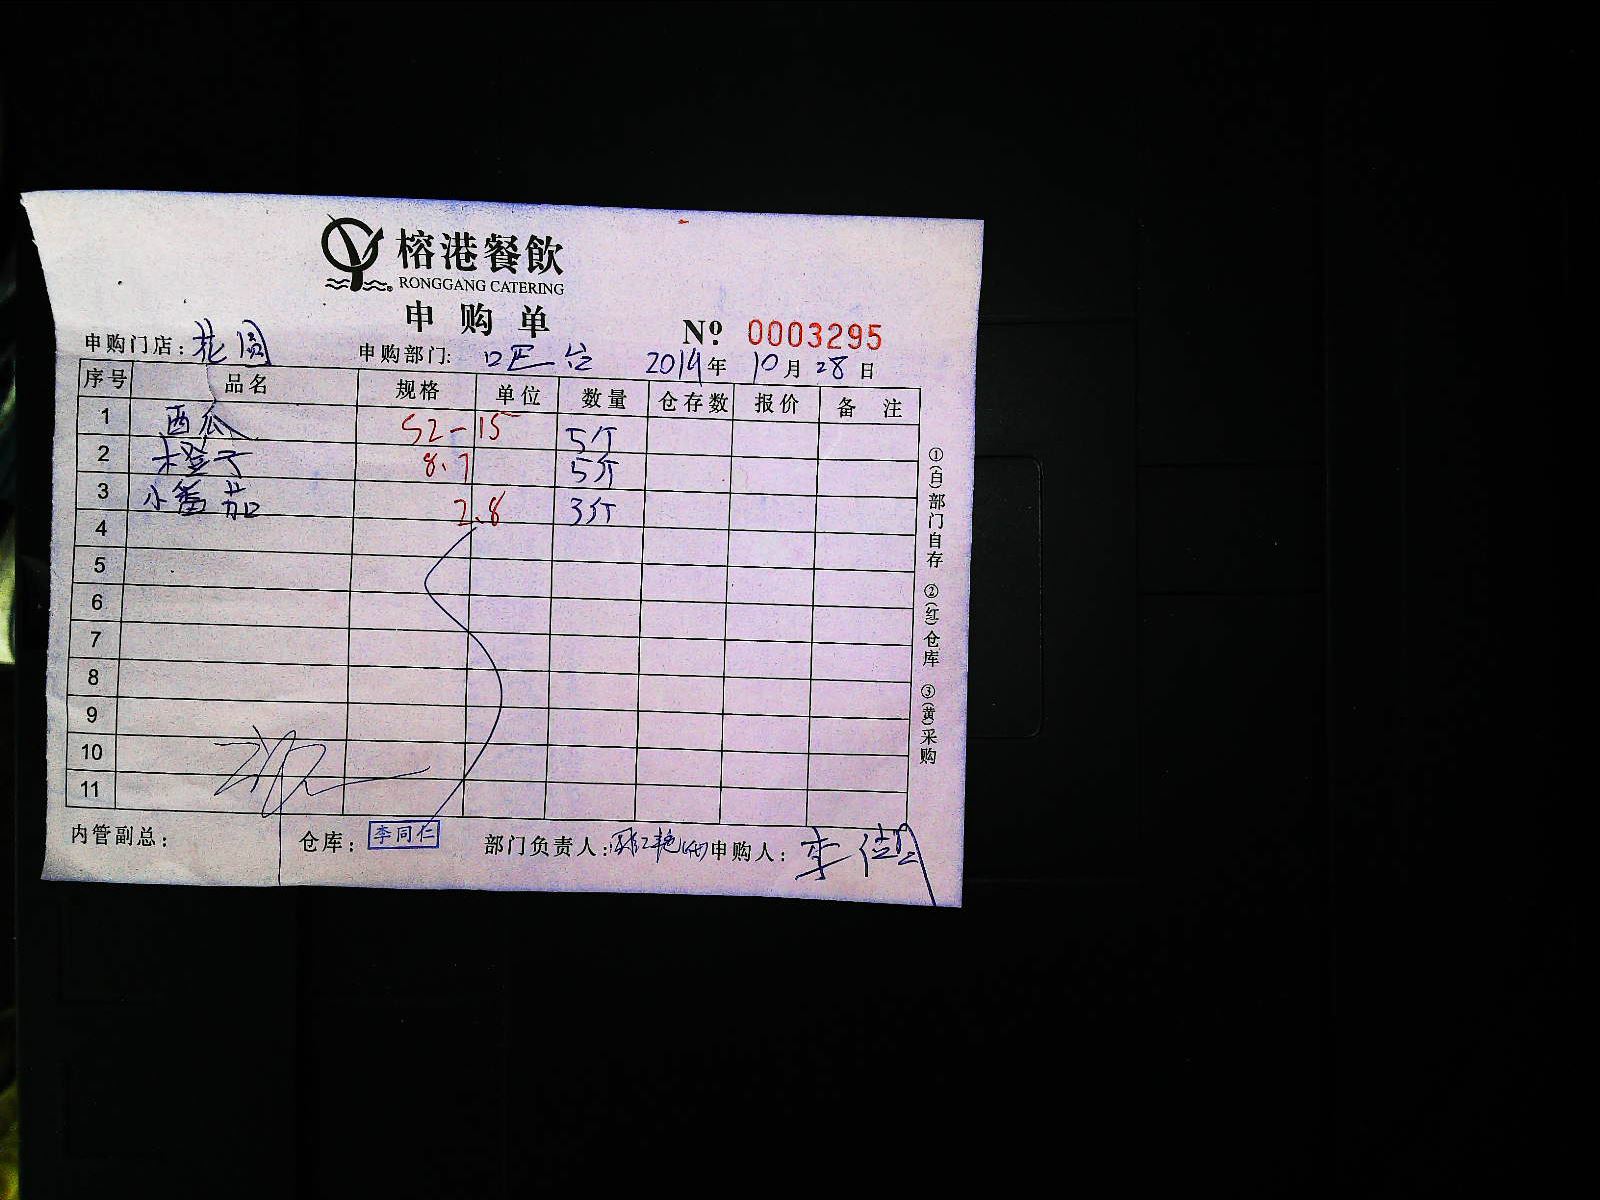 榕港餐飲
RONGGANG CATERING
申购单
Nº 0003295
申购门店：花园 申购部门：吧台 2014年 10月 28日
序号 品名 规格 单位 数量 仓存数 报价 备注
1 西瓜 52-15 5个
2 橙子 8.7 5斤
3 小番茄 2.8 3斤
4
5
6
7
8
9
10
11
①(白)部门自存 ②(红)仓库 ③(黄)采购
内管副总： 仓库：李同仁 部门负责人： 申购人：李